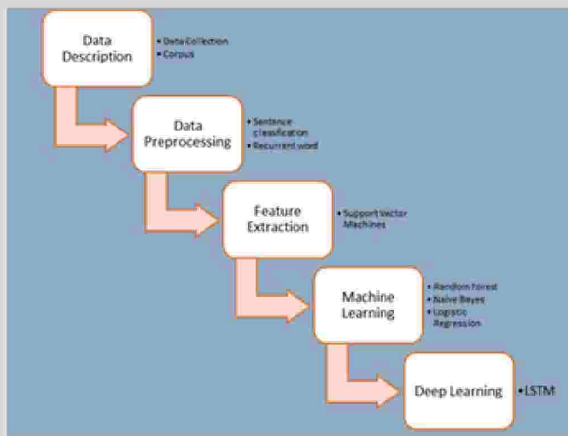 Data
Description
• Data Collection
• Corpus
Data
Preprocessing
• Sentence
classification
• Recurrent word
Feature
Extraction
• Support Vector
Machines
Machine
Learning
• Random Forest
• Naive Bayes
• Logistic
Regression
Deep Learning
• LSTM